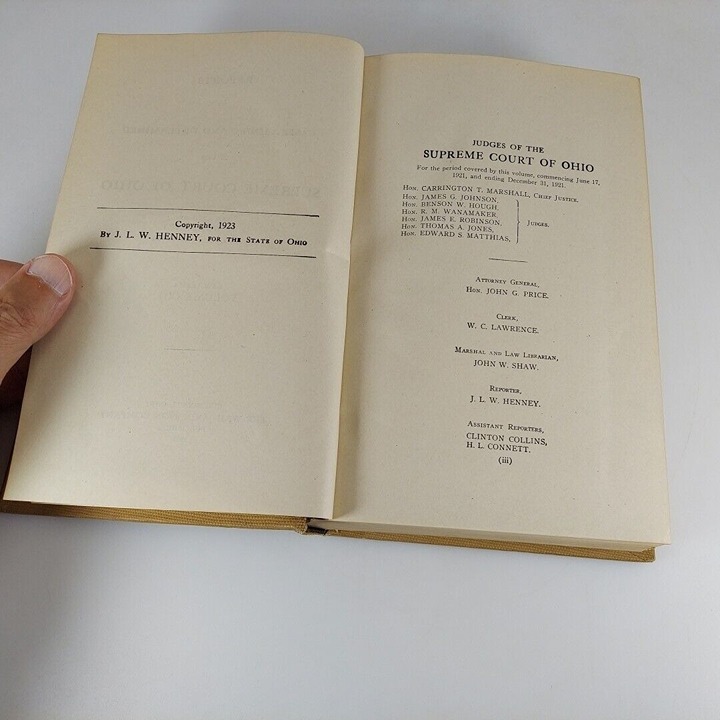 Copyright, 1923
By J. L. W. HENNEY, for the State of Ohio
JUDGES OF THE
SUPREME COURT OF OHIO
For the period covered by this volume, commencing June 17,
1921, and ending December 31, 1921.
Hon. CARRINGTON T. MARSHALL, Chief Justice.
Hon. JAMES G. JOHNSON,
Hon. BENSON W. HOUGH,
Hon. R. M. WANAMAKER,
Hon. JAMES E. ROBINSON,
Hon. THOMAS A. JONES,
Hon. EDWARD S. MATTHIAS,
Judges.
Attorney General,
Hon. JOHN G. PRICE.
Clerk,
W. C. LAWRENCE.
Marshal and Law Librarian,
JOHN W. SHAW.
Reporter,
J. L. W. HENNEY.
Assistant Reporters,
CLINTON COLLINS,
H. L. CONNETT.
(iii)